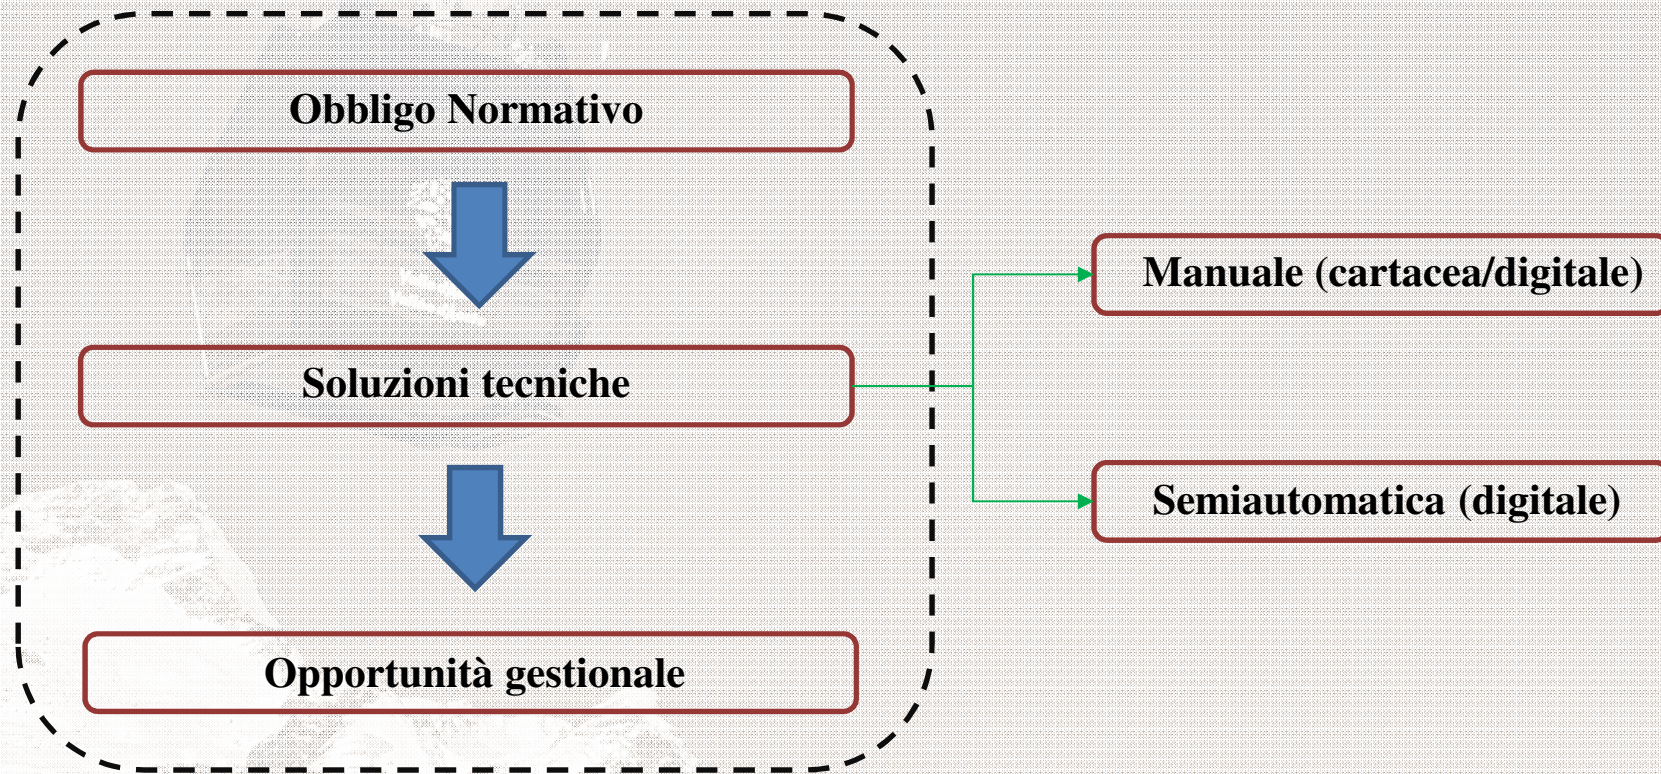 Obbligo Normativo
Soluzioni tecniche
Opportunità gestionale
Manuale (cartacea/digitale)
Semiautomatica (digitale)